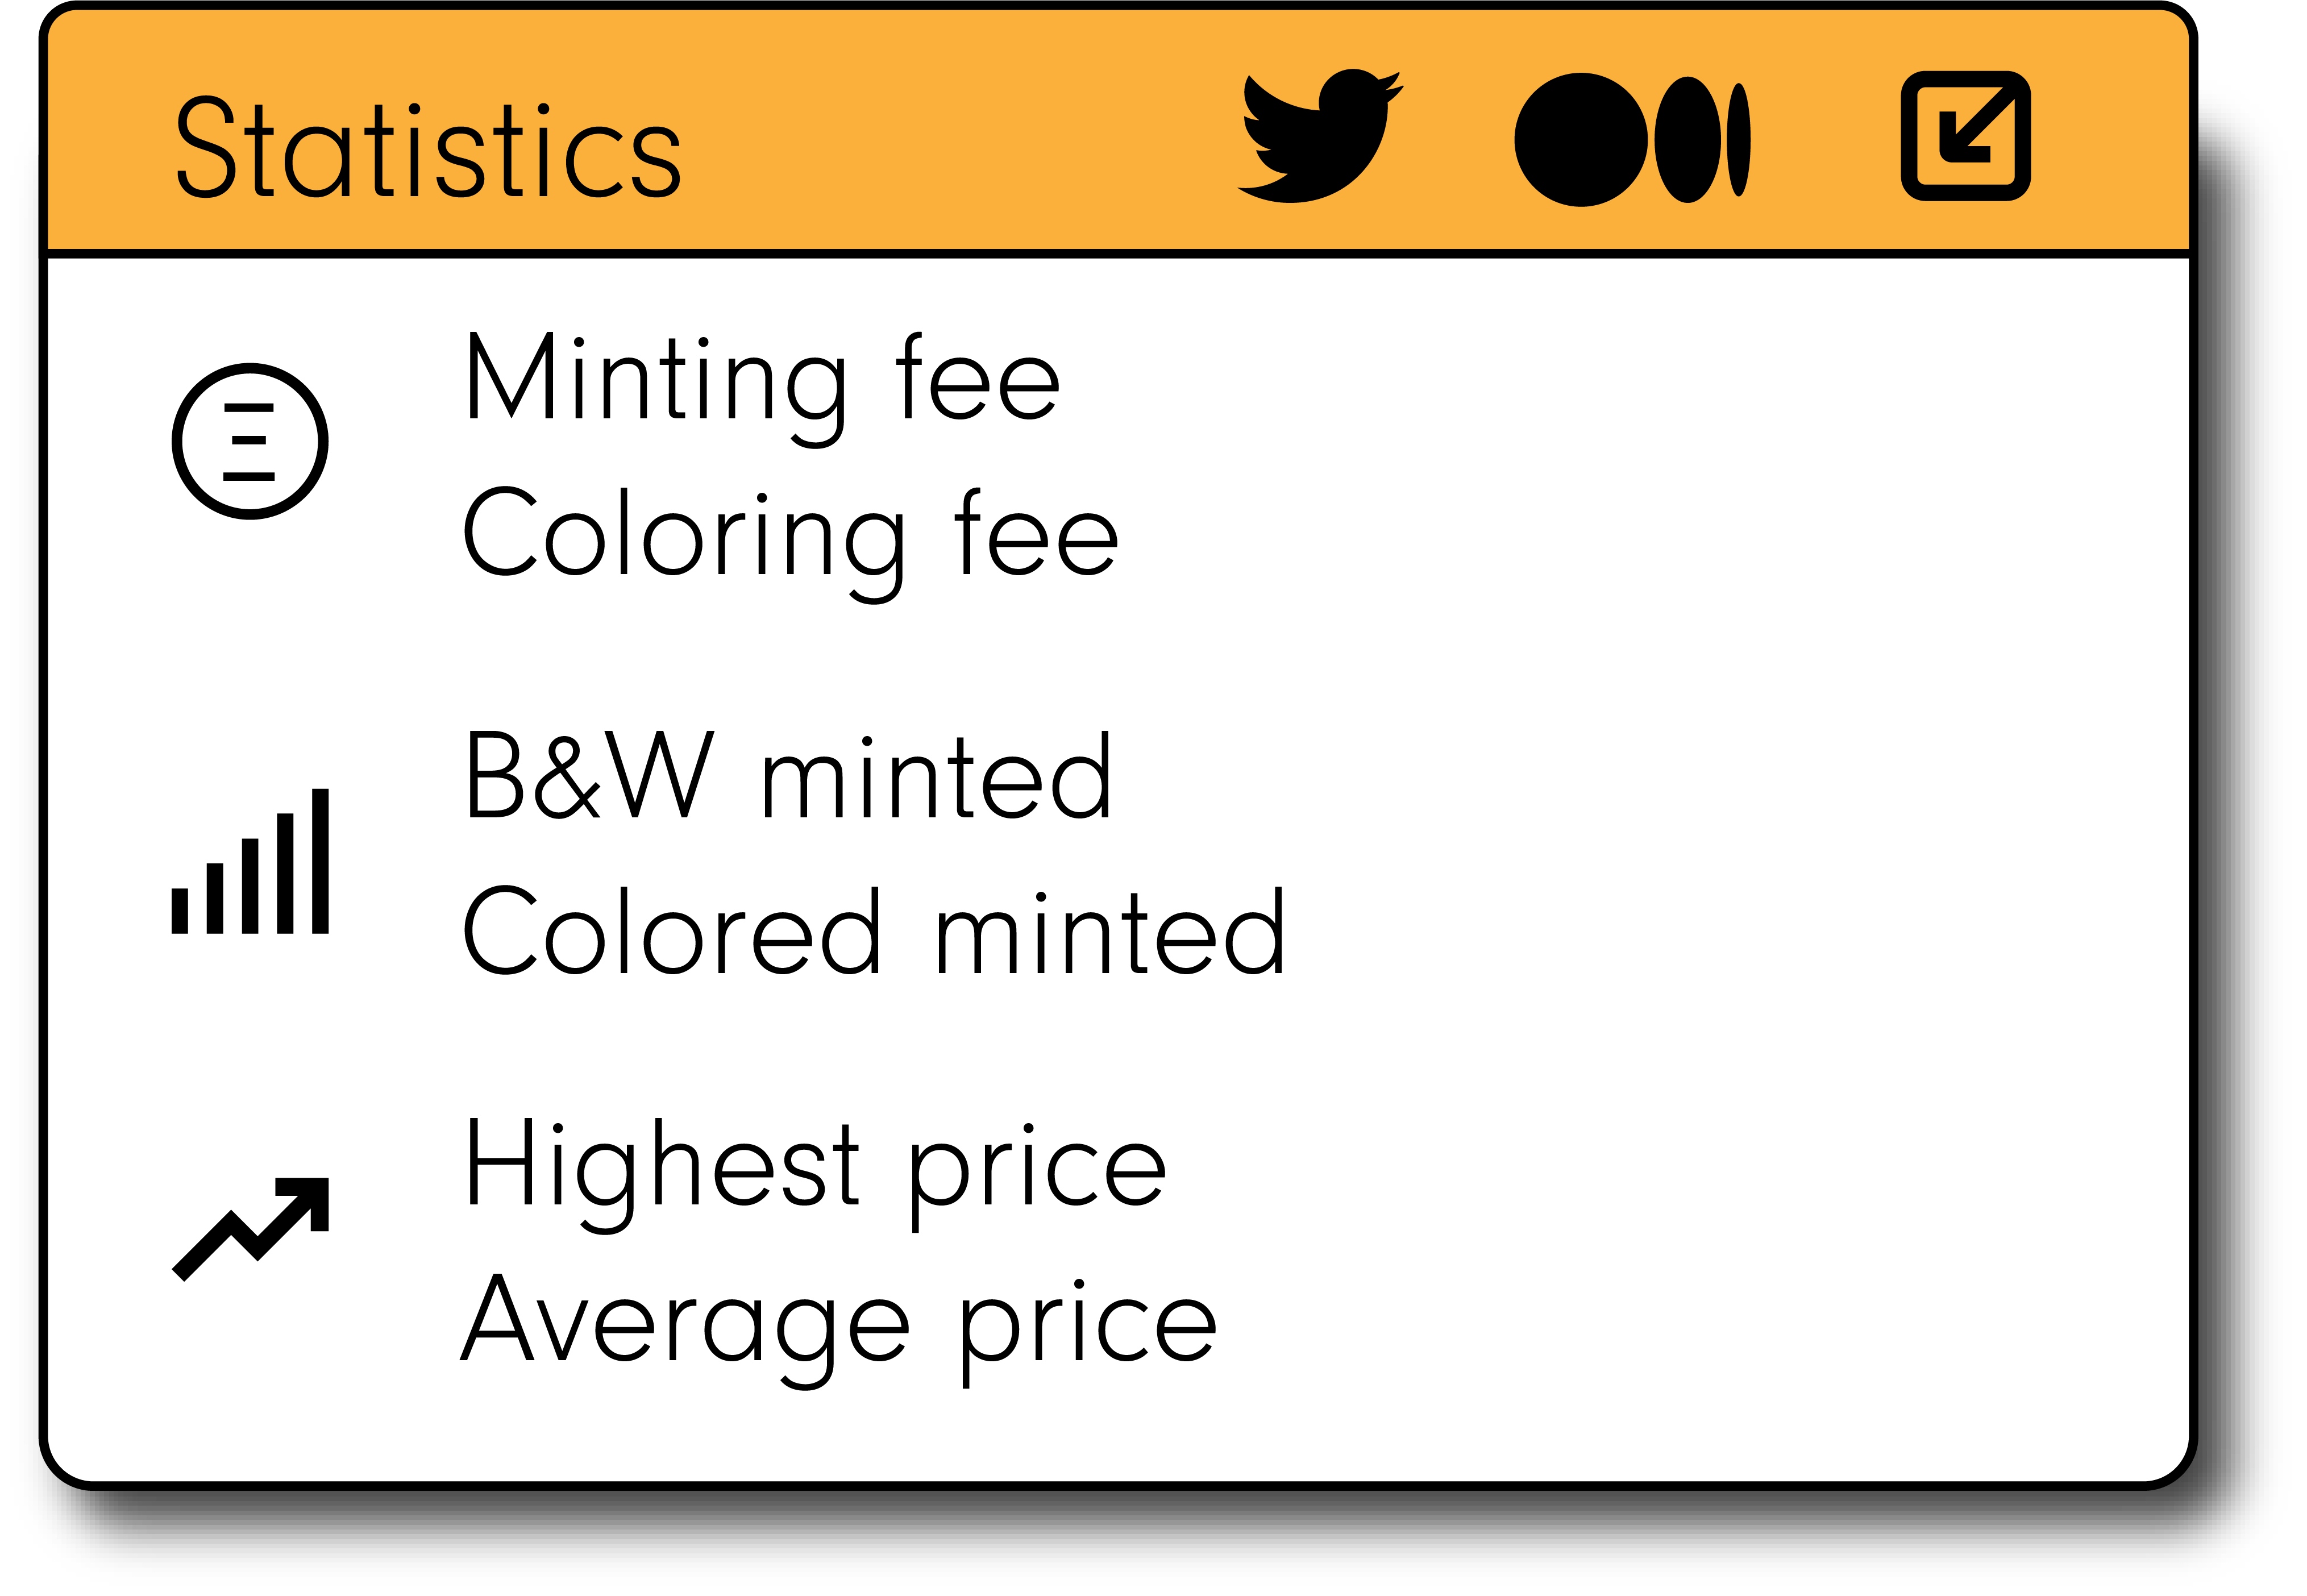 Statistics
Minting fee
Coloring fee
B&W minted
Colored minted
Highest price
Average price